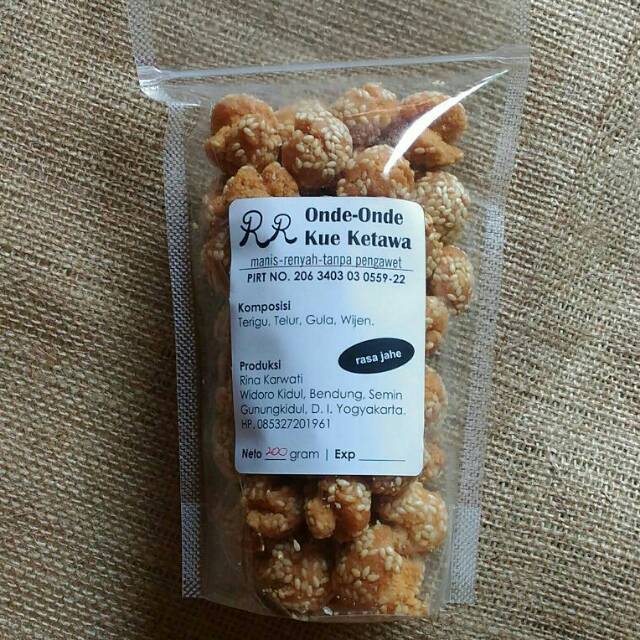 RR
Onde-Onde
Kue Ketawa
manis-renyah-tanpa pengawet
PIRT NO. 206 3403 03 0559-22
Komposisi
Terigu, Telur, Gula, Wijen.
rasa jahe
Produksi
Rina Karwati
Widoro Kidul, Bendung, Semin
Gunungkidul, D. I. Yogyakarta.
HP. 085327201961
Neto 200 gram | Exp ______